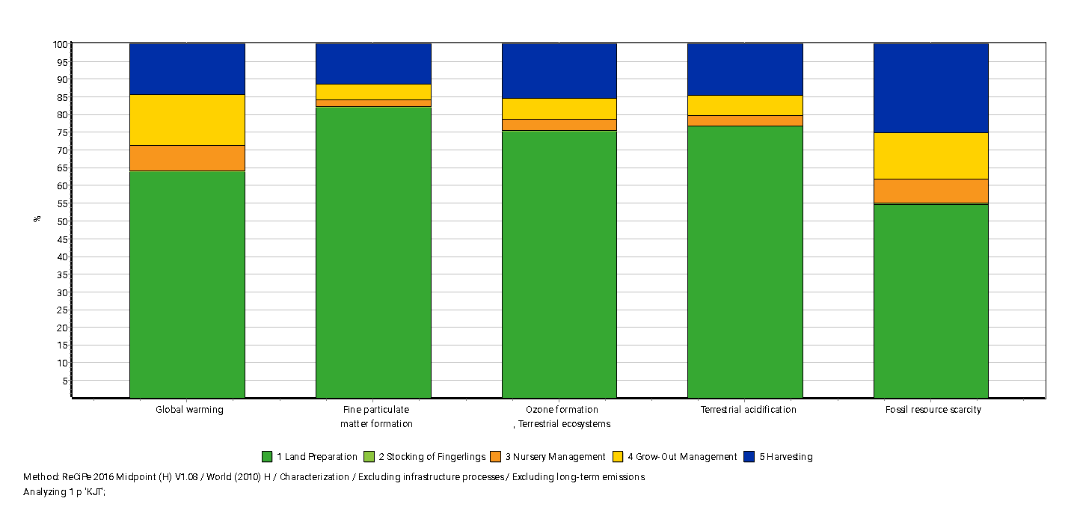 100
95
90
85
80
75
70
65
60
55
50
45
40
35
30
25
20
15
10
5
%
Global warming
Fine particulate
matter formation
Ozone formation
, Terrestrial ecosystems
Terrestrial acidification
Fossil resource scarcity
1 Land Preparation 2 Stocking of Fingerlings 3 Nursery Management 4 Grow-Out Management 5 Harvesting
Method: ReCiPe 2016 Midpoint (H) V1.08 / World (2010) H / Characterization / Excluding infrastructure processes / Excluding long-term emissions
Analyzing 1 p 'KJT';